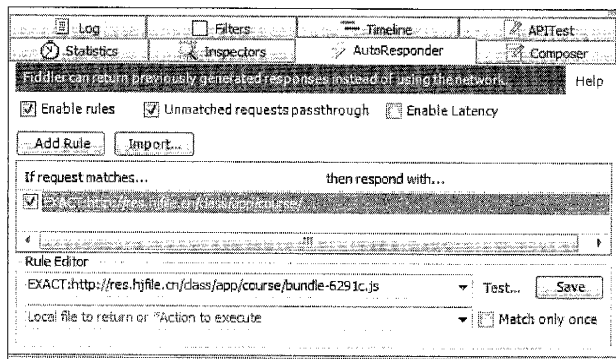 Log Filters Timeline APITest
Statistics Inspectors AutoResponder Composer
Fiddler can return previously generated responses instead of using the network. Help
Enable rules Unmatched requests passthrough Enable Latency
Add Rule Import...
If request matches... then respond with...
EXACT:http://res.hjfile.cn/class/app/course/
Rule Editor
EXACT:http://res.hjfile.cn/class/app/course/bundle-6291c.js Test... Save
Local file to return or *Action to execute Match only once